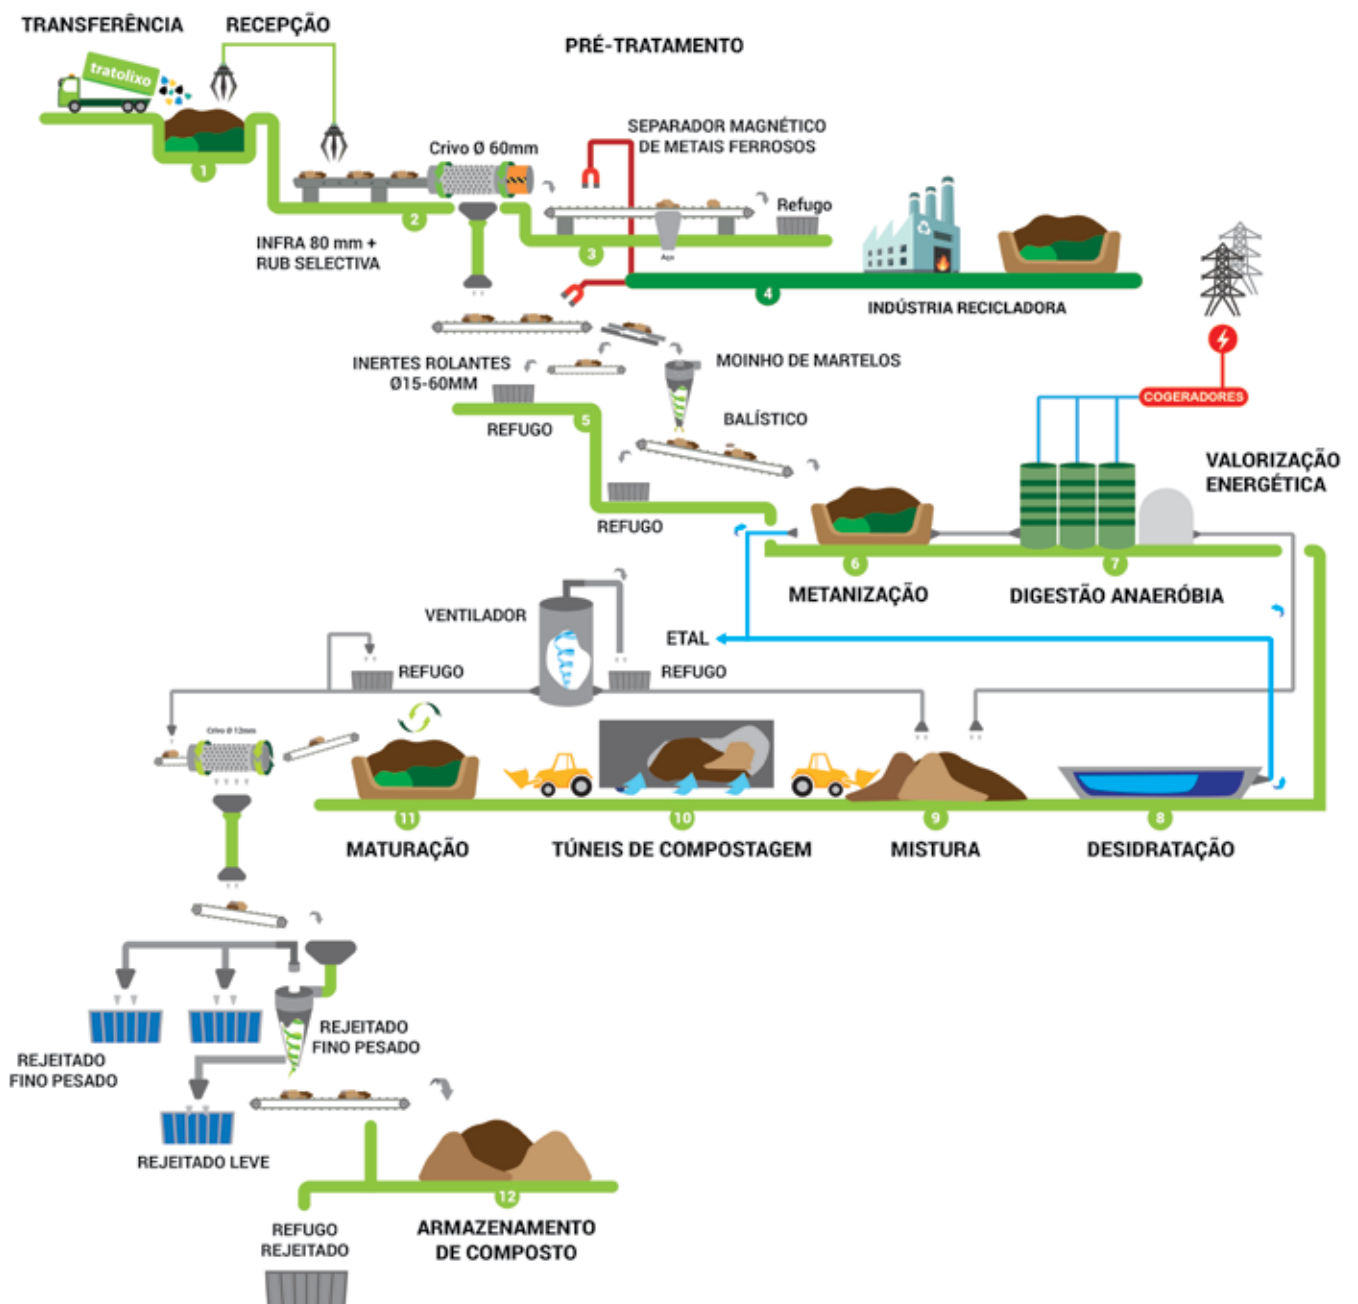 TRANSFERÊNCIA
RECEPÇÃO
PRÉ-TRATAMENTO
tratolixo
SEPARADOR MAGNÉTICO
DE METAIS FERROSOS
Crivo Ø 60mm
1
2
Refugo
INFRA 80 mm +
RUB SELECTIVA
3
Aço
4
INDÚSTRIA RECICLADORA
INERTES ROLANTES
Ø15-60MM
MOINHO DE MARTELOS
REFUGO
5
BALÍSTICO
COGERADORES
VALORIZAÇÃO
ENERGÉTICA
REFUGO
6
7
METANIZAÇÃO
DIGESTÃO ANAERÓBIA
VENTILADOR
ETAL
REFUGO
REFUGO
Crivo Ø 12mm
11
10
9
8
MATURAÇÃO
TÚNEIS DE COMPOSTAGEM
MISTURA
DESIDRATAÇÃO
REJEITADO
FINO PESADO
REJEITADO
FINO PESADO
REJEITADO LEVE
12
REFUGO
REJEITADO
ARMAZENAMENTO
DE COMPOSTO